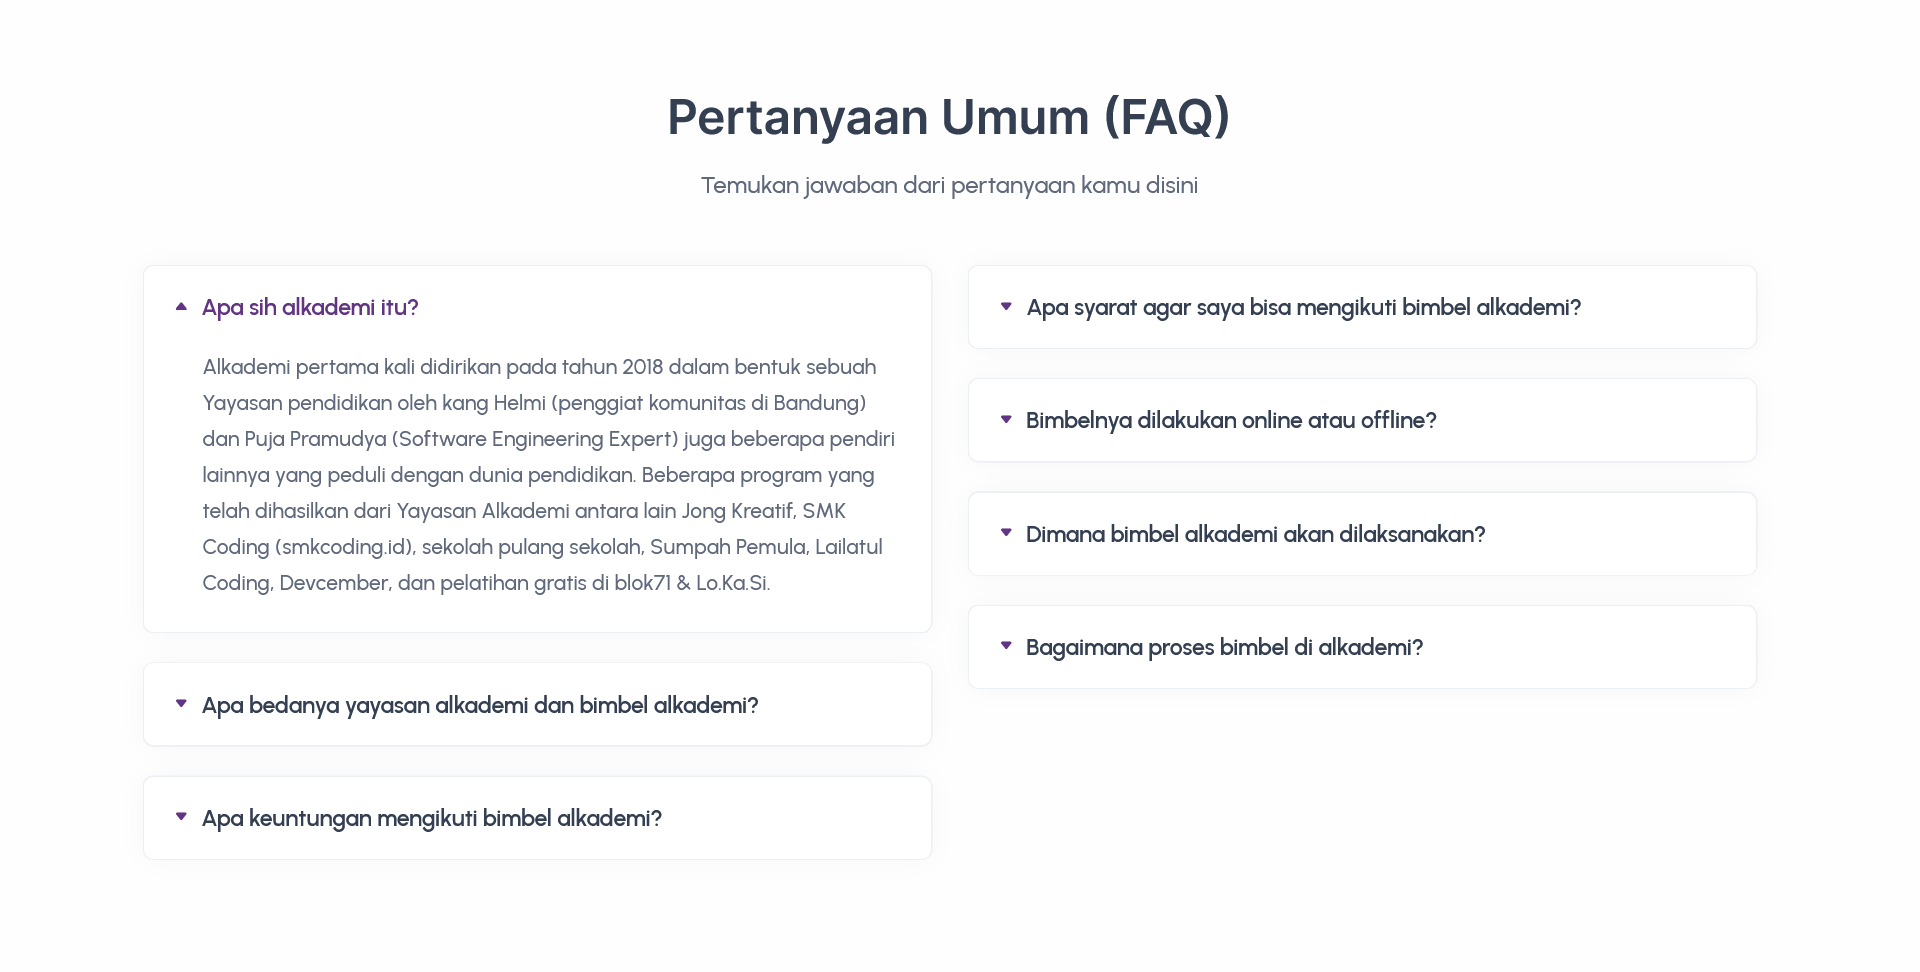 Pertanyaan Umum (FAQ)
Temukan jawaban dari pertanyaan kamu disini
Apa sih alkademi itu?
Alkademi pertama kali didirikan pada tahun 2018 dalam bentuk sebuah
Yayasan pendidikan oleh kang Helmi (penggiat komunitas di Bandung)
dan Puja Pramudya (Software Engineering Expert) juga beberapa pendiri
lainnya yang peduli dengan dunia pendidikan. Beberapa program yang
telah dihasilkan dari Yayasan Alkademi antara lain Jong Kreatif, SMK
Coding (smkcoding.id), sekolah pulang sekolah, Sumpah Pemula, Lailatul
Coding, Devcember, dan pelatihan gratis di blok71 & Lo.Ka.Si.
Apa bedanya yayasan alkademi dan bimbel alkademi?
Apa keuntungan mengikuti bimbel alkademi?
Apa syarat agar saya bisa mengikuti bimbel alkademi?
Bimbelnya dilakukan online atau offline?
Dimana bimbel alkademi akan dilaksanakan?
Bagaimana proses bimbel di alkademi?